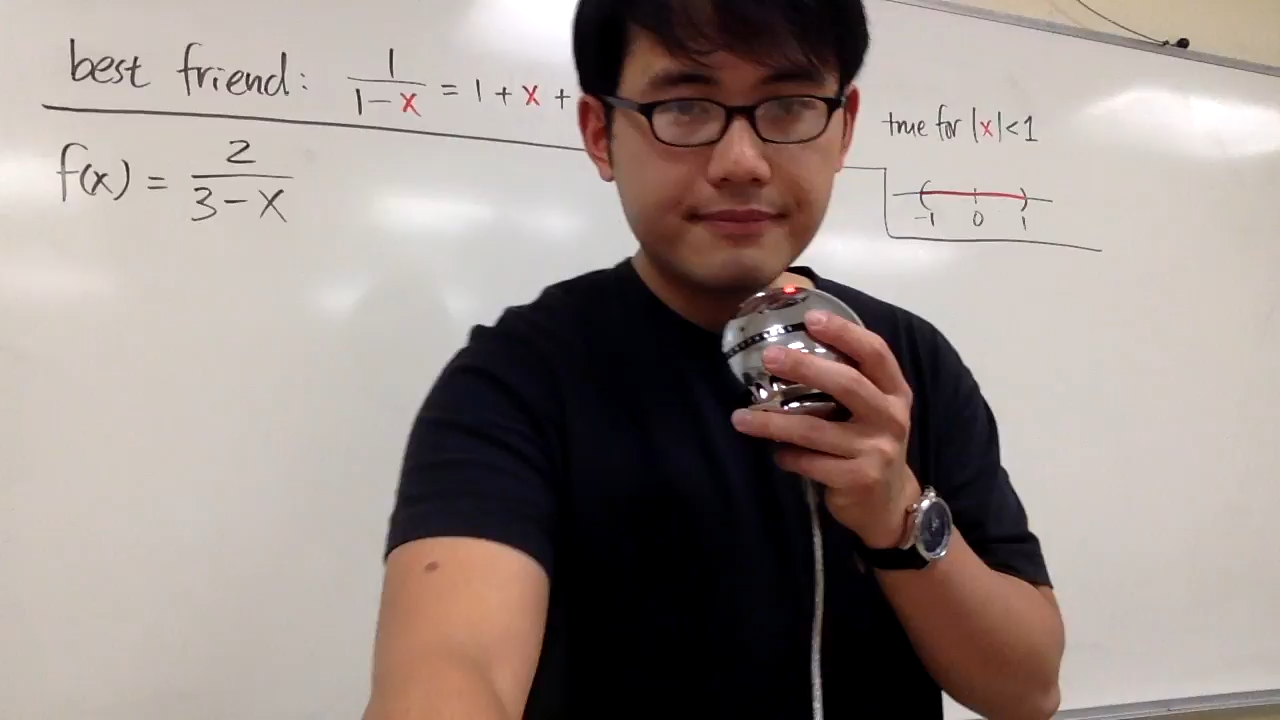 best friend: 1/(1-x) = 1 + x +
true for |x|<1
f(x) = 2/(3-x)
-1 0 1